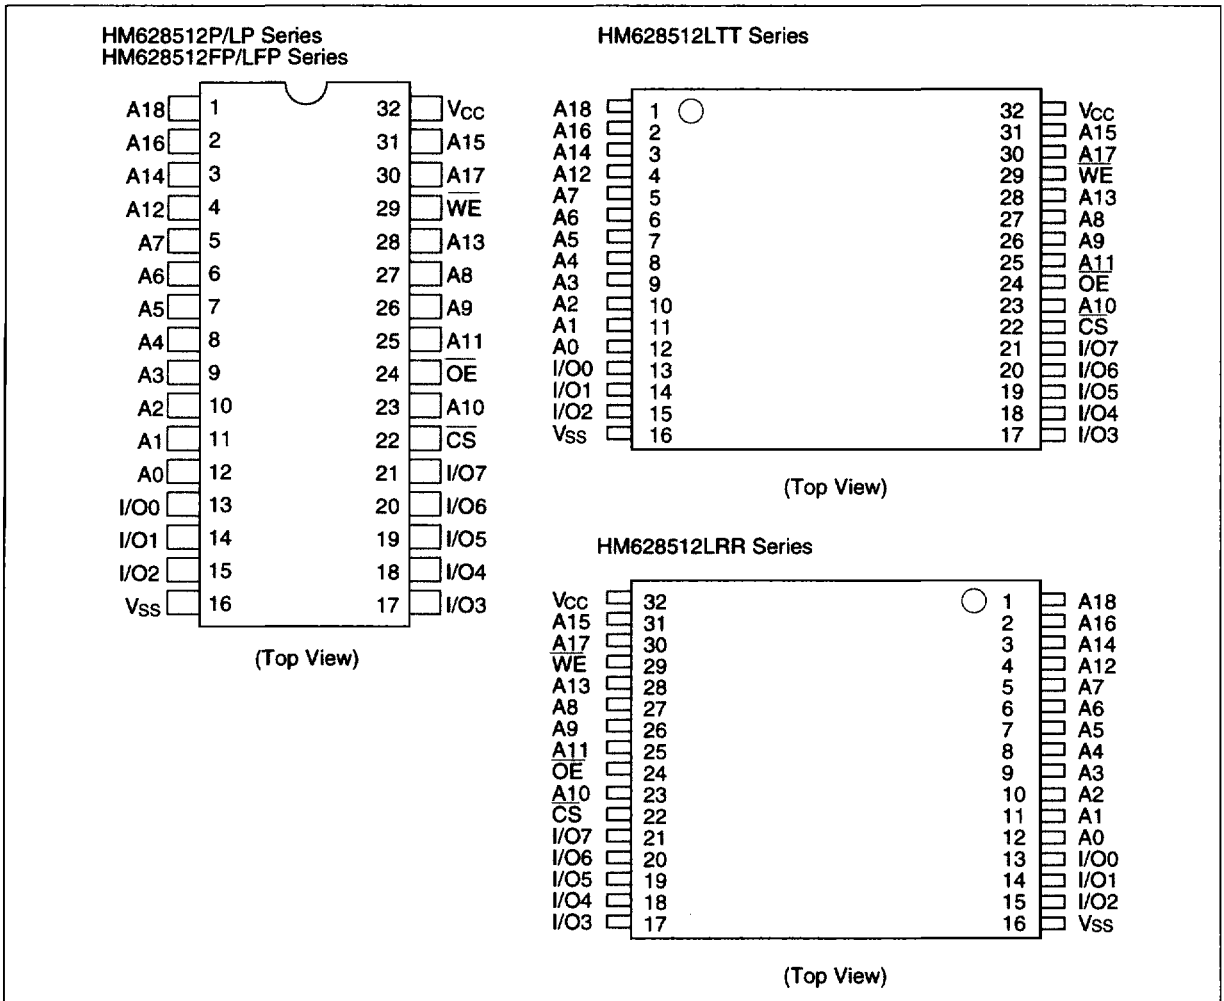 HM628512P/LP Series
HM628512FP/LFP Series
A18 1 32 VCC
A16 2 31 A15
A14 3 30 A17
A12 4 29 W̅E̅
A7 5 28 A13
A6 6 27 A8
A5 7 26 A9
A4 8 25 A11
A3 9 24 O̅E̅
A2 10 23 A10
A1 11 22 C̅S̅
A0 12 21 I/O7
I/O0 13 20 I/O6
I/O1 14 19 I/O5
I/O2 15 18 I/O4
VSS 16 17 I/O3
(Top View)
HM628512LTT Series
A18 1 32 VCC
A16 2 31 A15
A14 3 30 A17
A12 4 29 W̅E̅
A7 5 28 A13
A6 6 27 A8
A5 7 26 A9
A4 8 25 A11
A3 9 24 O̅E̅
A2 10 23 A10
A1 11 22 C̅S̅
A0 12 21 I/O7
I/O0 13 20 I/O6
I/O1 14 19 I/O5
I/O2 15 18 I/O4
VSS 16 17 I/O3
(Top View)
HM628512LRR Series
VCC 32 1 A18
A15 31 2 A16
A17 30 3 A14
W̅E̅ 29 4 A12
A13 28 5 A7
A8 27 6 A6
A9 26 7 A5
A11 25 8 A4
O̅E̅ 24 9 A3
A10 23 10 A2
C̅S̅ 22 11 A1
I/O7 21 12 A0
I/O6 20 13 I/O0
I/O5 19 14 I/O1
I/O4 18 15 I/O2
I/O3 17 16 VSS
(Top View)